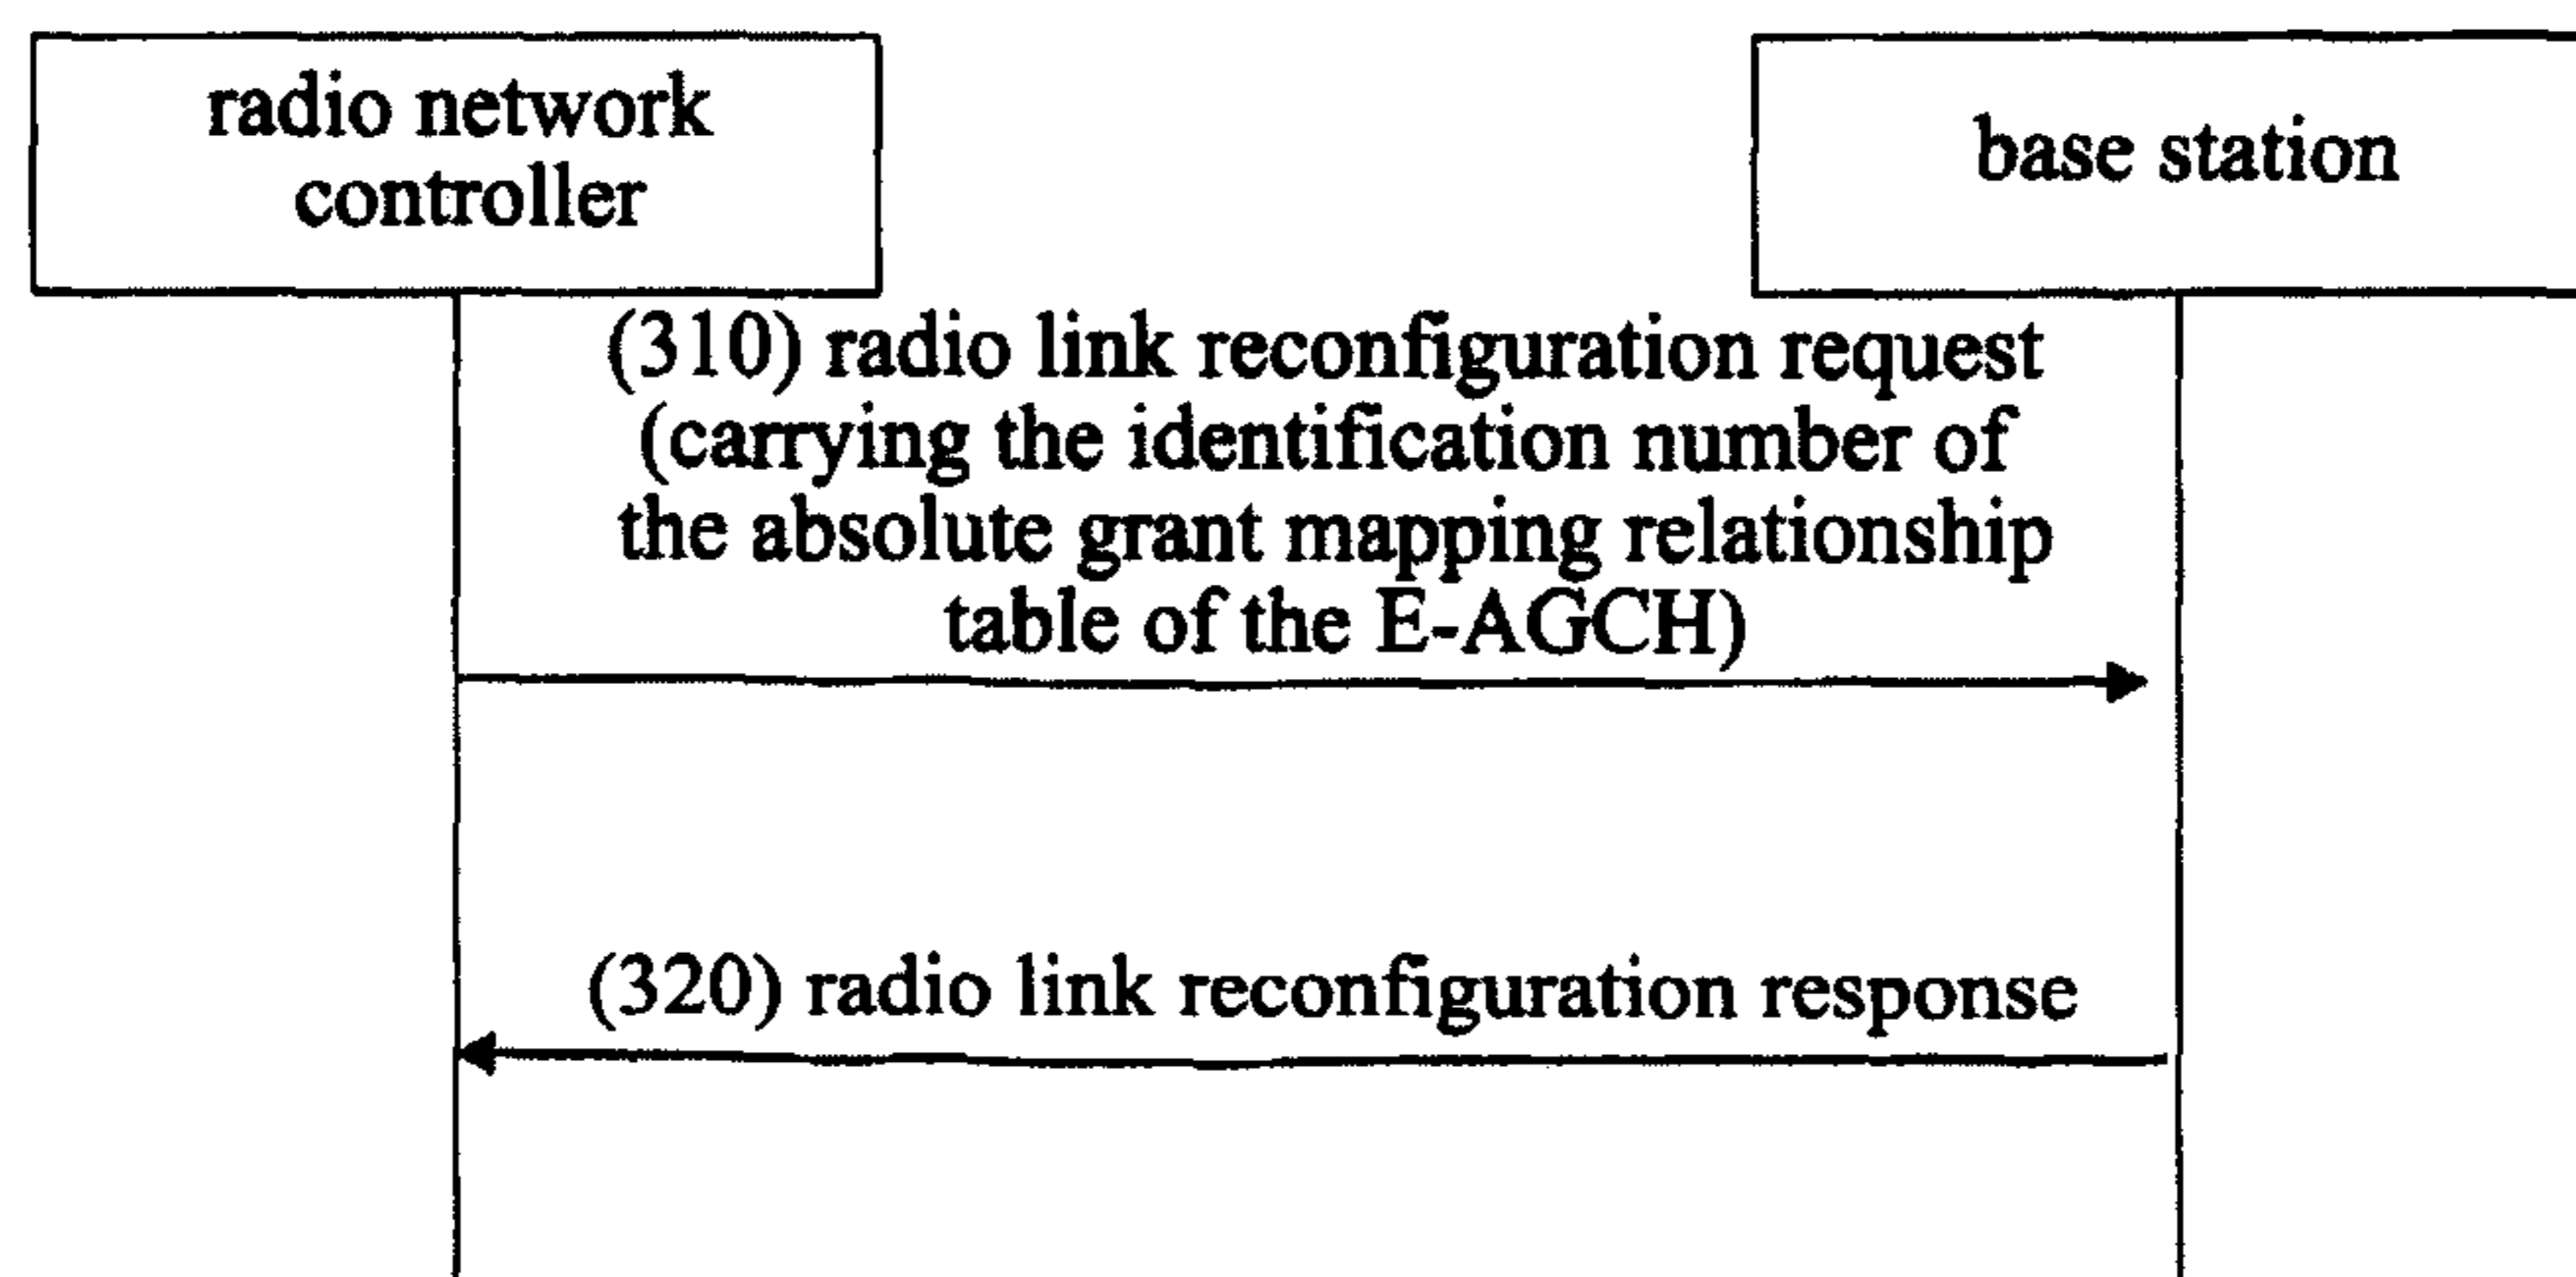 radio network
controller
base station
(310) radio link reconfiguration request
(carrying the identification number of
the absolute grant mapping relationship
table of the E-AGCH)
(320) radio link reconfiguration response